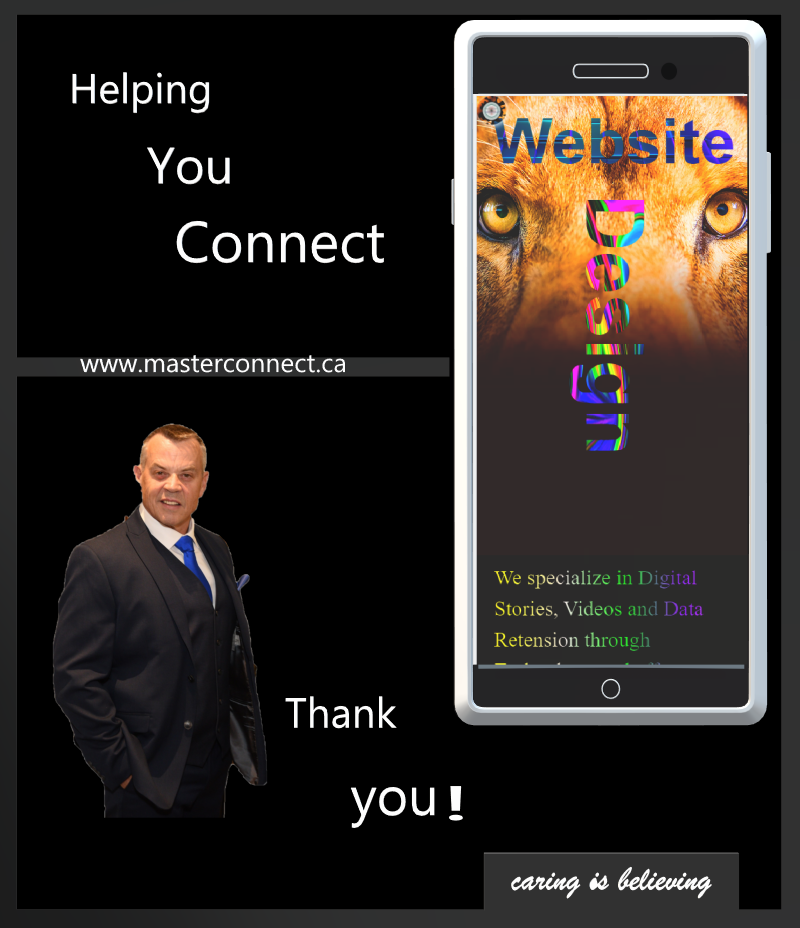 Helping
You
Connect
www.masterconnect.ca
Website
Design
We specialize in Digital
Stories, Videos and Data
Retension through
Thank
you!
caring is believing